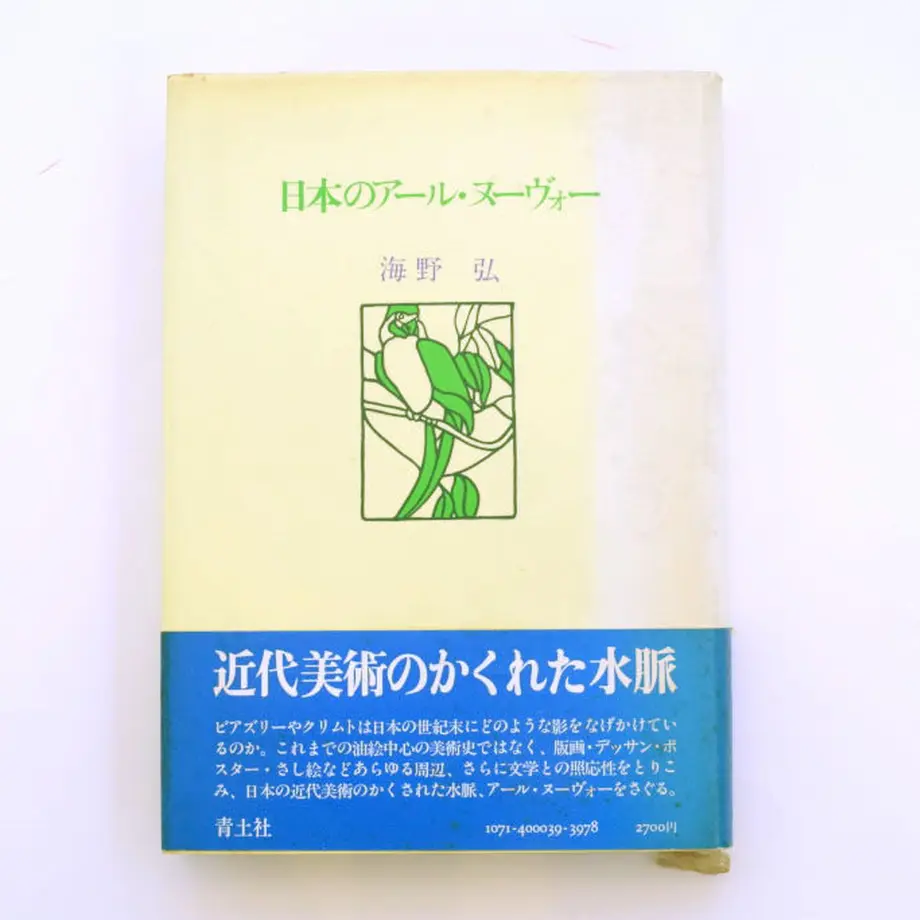 日本のアール・ヌーヴォー
海野 弘
近代美術のかくれた水脈
ビアズリーやクリムトは日本の世紀末にどのような影をなげかけてい
るのか。これまでの油絵中心の美術史ではなく、版画・デッサン・ポ
スター・さし絵などあらゆる周辺、さらに文学との照応性をとりこ
み、日本の近代美術のかくされた水脈、アール・ヌーヴォーをさぐる。
青土社 1071-400039-3978 2700円